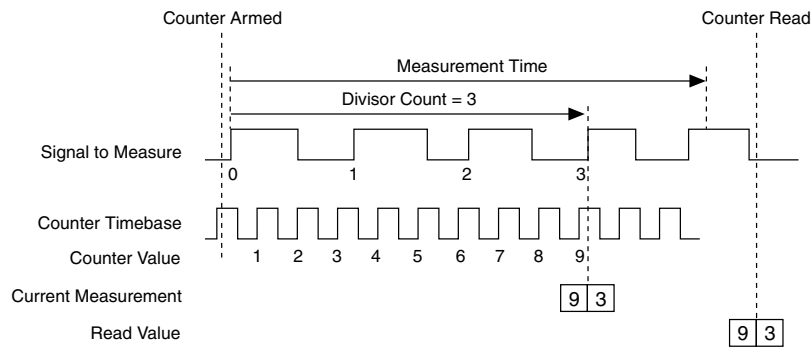 Counter Armed
Counter Read
Measurement Time
Divisor Count = 3
Signal to Measure
0 1 2 3
Counter Timebase
Counter Value 1 2 3 4 5 6 7 8 9
Current Measurement 9 3
Read Value 9 3